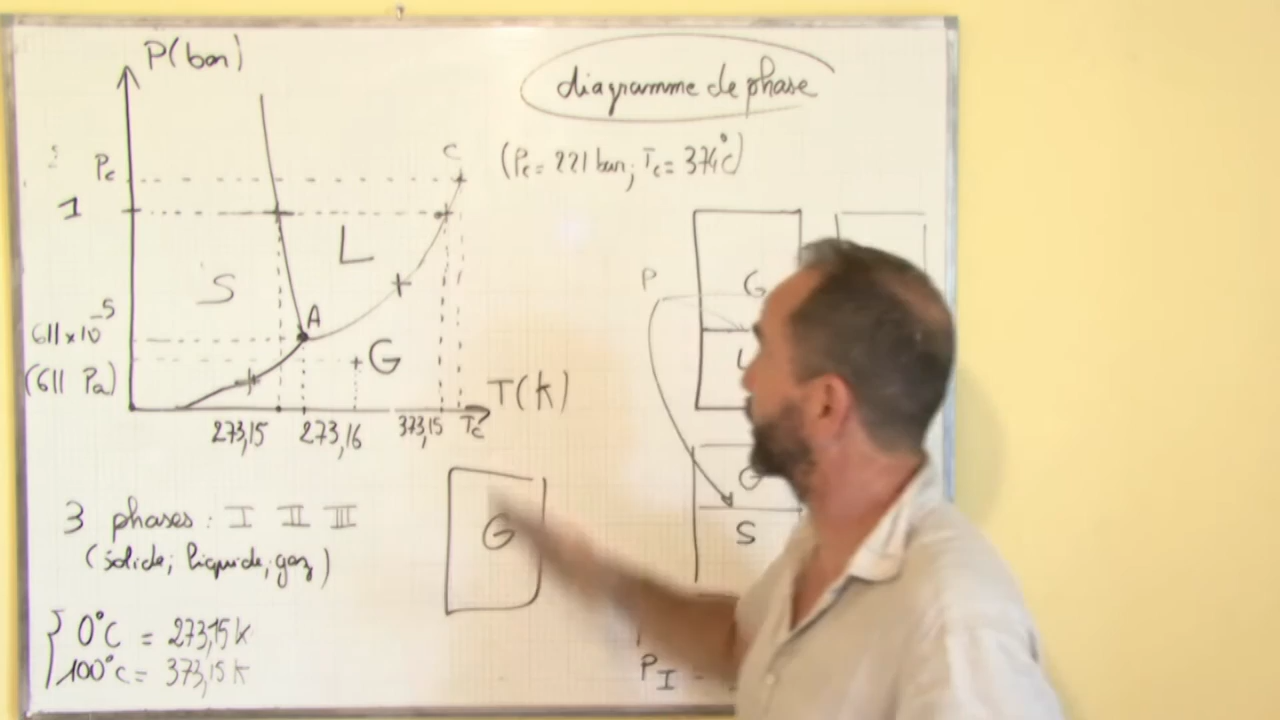 P(bar)
diagramme de phase
Pc
C
(Pc = 221 bar; Tc = 374°c)
1
L
S
P
G
611×10⁻⁵
A
(611 Pa)
G
L
T(k)
273,15 273,16 373,15 Tc
G
S
3 phases : I II III
(solide; liquide; gaz)
G
0°C = 273,15 k
100°c = 373,15 k
P_I